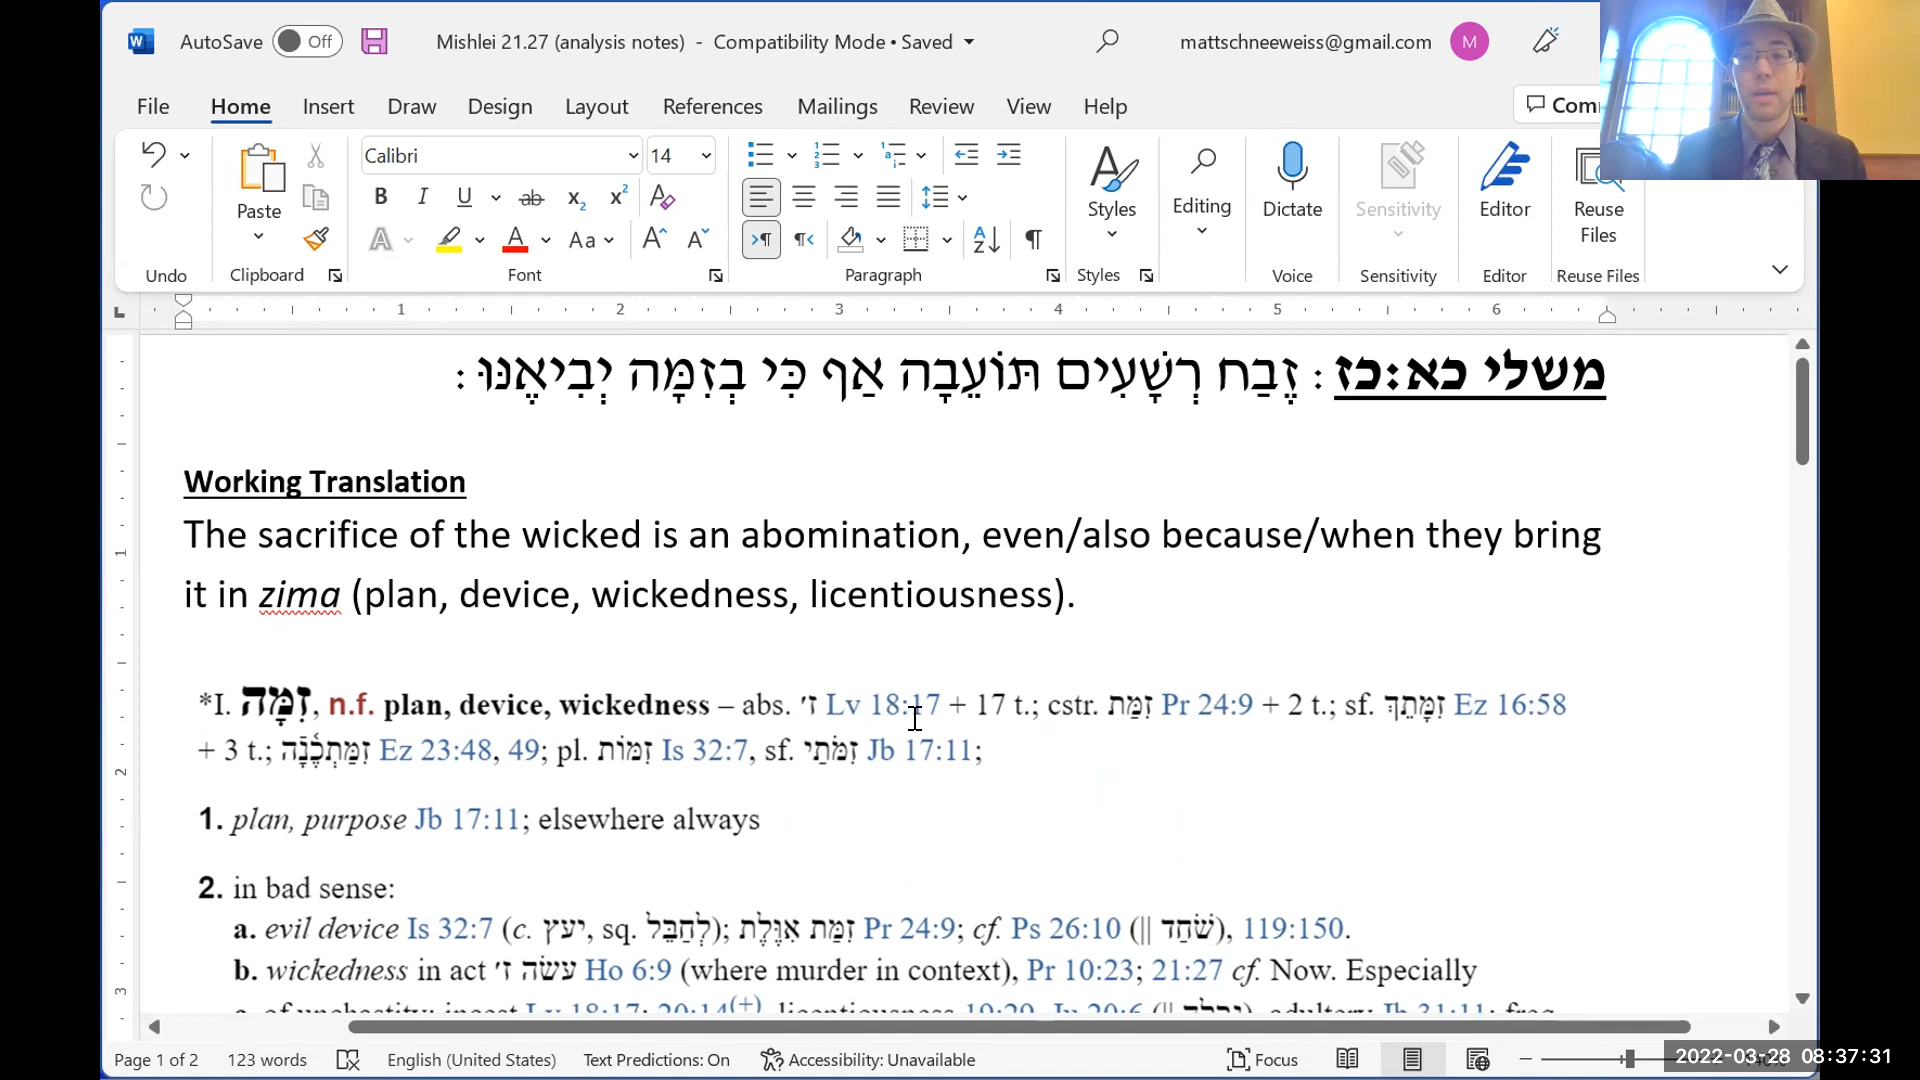 AutoSave Off Mishlei 21.27 (analysis notes) - Compatibility Mode • Saved mattschneeweiss@gmail.com M
File Home Insert Draw Design Layout References Mailings Review View Help
Calibri 14
Paste
Styles Editing Dictate Sensitivity Editor Reuse Files
Undo Clipboard Font Paragraph Styles Voice Sensitivity Editor Reuse Files
1 2 3 4 5 6
משלי כא:כז : זֶבַח רְשָׁעִים תּוֹעֵבָה אַף כִּי בְזִמָּה יְבִיאֶנּוּ :
Working Translation
The sacrifice of the wicked is an abomination, even/also because/when they bring
it in zima (plan, device, wickedness, licentiousness).
*I. זִמָּה, n.f. plan, device, wickedness – abs. ז׳ Lv 18:17 + 17 t.; cstr. זִמַּת Pr 24:9 + 2 t.; sf. זִמָּתֵךְ Ez 16:58
+ 3 t.; זִמַּתְכֶ֫נָה Ez 23:48, 49; pl. זִמּוֹת Is 32:7, sf. זִמֹּתַי Jb 17:11;
1. plan, purpose Jb 17:11; elsewhere always
2. in bad sense:
a. evil device Is 32:7 (c. יעץ, sq. לְחַבֵּל); זִמַּת אִוֶּלֶת Pr 24:9; cf. Ps 26:10 (|| שֹׁחַד), 119:150.
b. wickedness in act עשׂה ז׳ Ho 6:9 (where murder in context), Pr 10:23; 21:27 cf. Now. Especially
Page 1 of 2 123 words English (United States) Text Predictions: On Accessibility: Unavailable Focus
2022-03-28 08:37:31